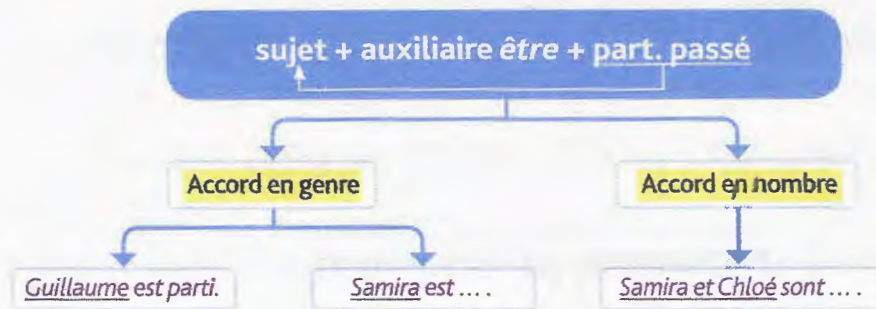 sujet + auxiliaire être + part. passé
Accord en genre
Accord en nombre
Guillaume est parti.
Samira est ... .
Samira et Chloé sont ... .